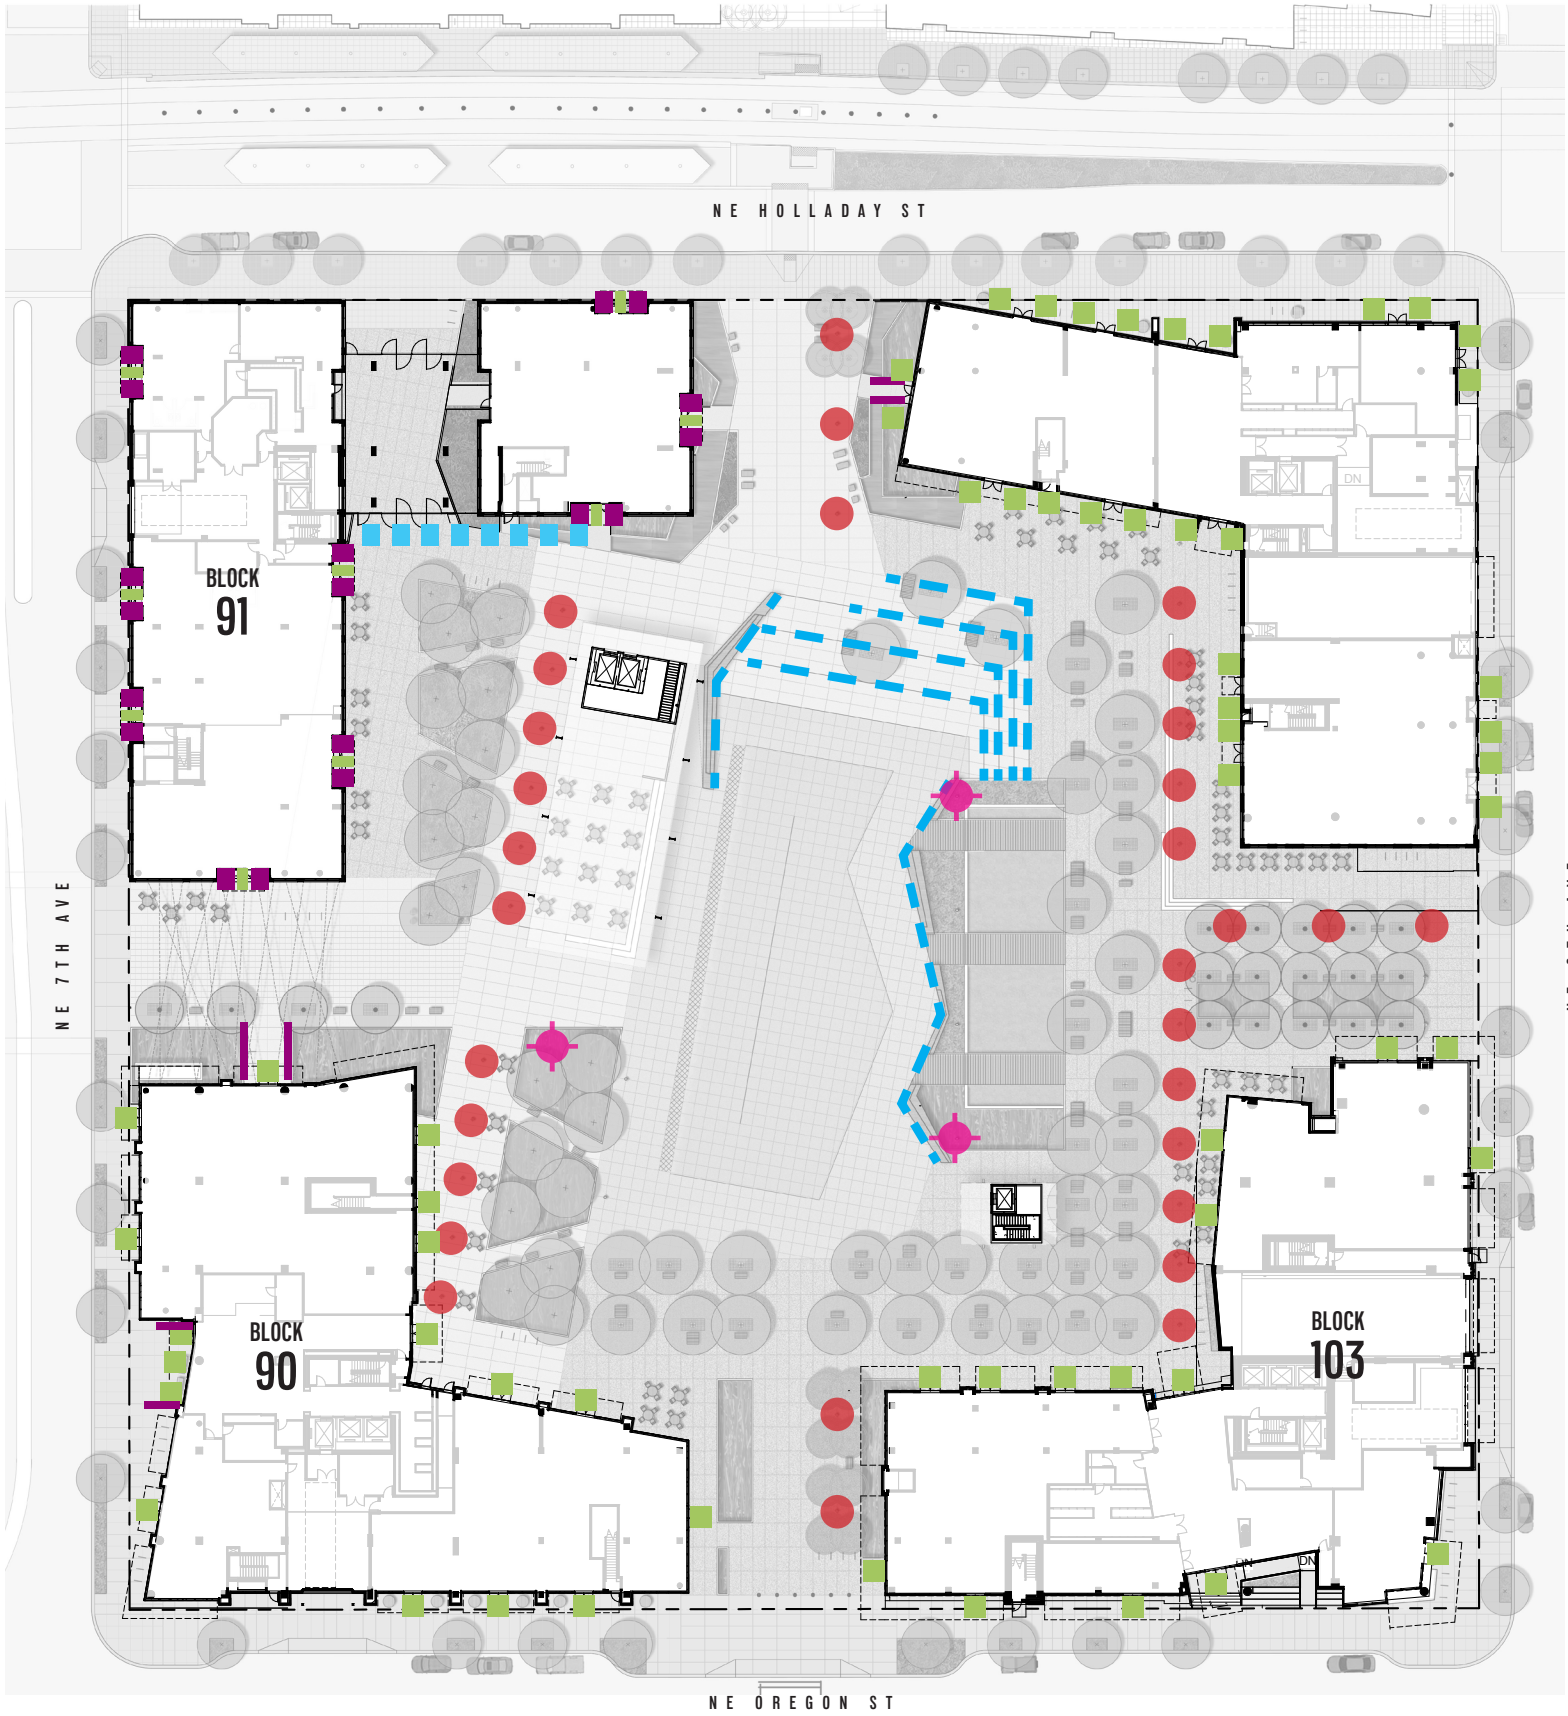 NE HOLLADAY ST
DN
BLOCK
91
NE 7TH AVE
BLOCK
90
BLOCK
103
DN
DN
NE OREGON ST